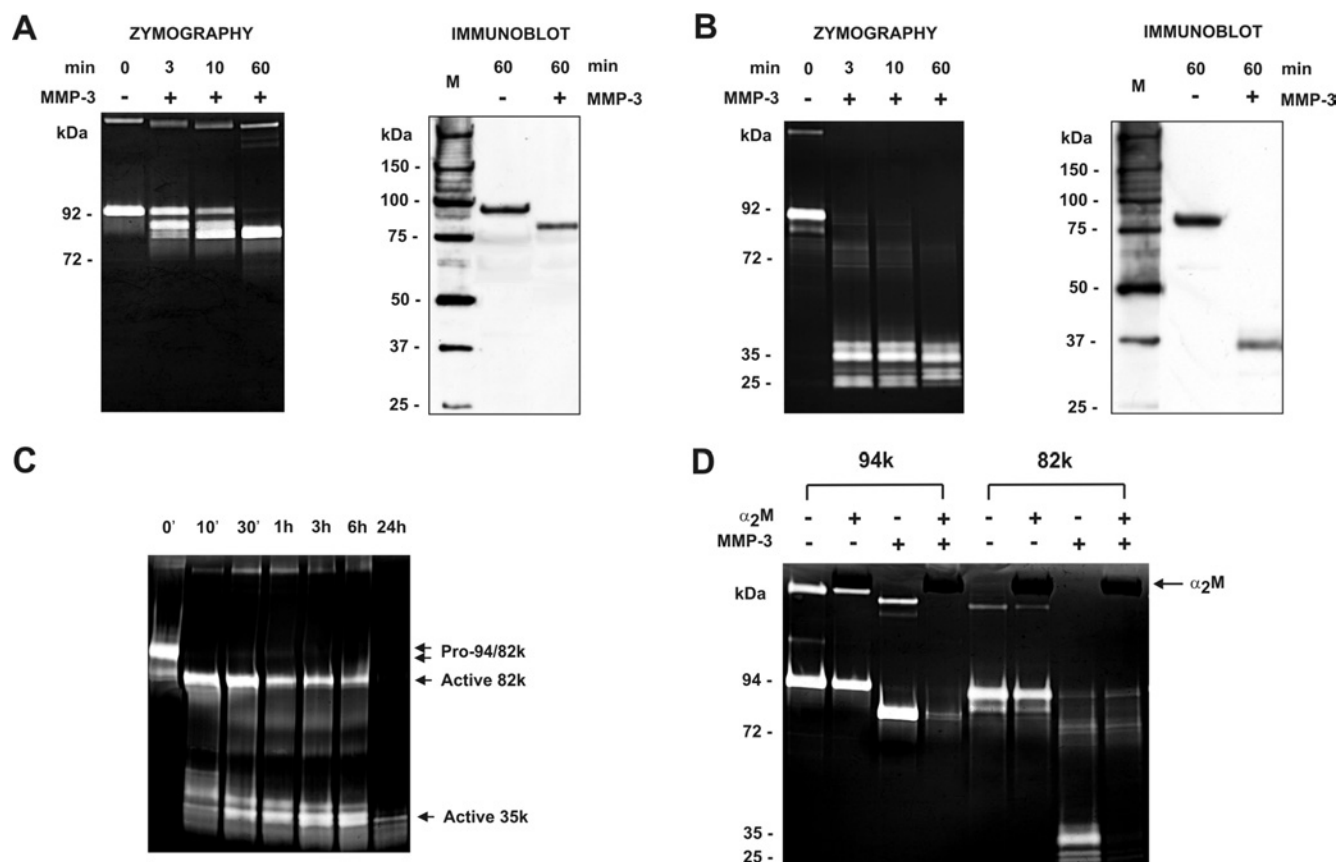 A
ZYMOGRAPHY
min 0 3 10 60
MMP-3 - + + +
kDa
92 -
72 -
IMMUNOBLOT
M 60 60 min
- + MMP-3
kDa
150 -
100 -
75 -
50 -
37 -
25 -
B
ZYMOGRAPHY
min 0 3 10 60
MMP-3 - + + +
kDa
92 -
72 -
35 -
25 -
IMMUNOBLOT
M 60 60 min
- + MMP-3
kDa
150 -
100 -
75 -
50 -
37 -
25 -
C
0' 10' 30' 1h 3h 6h 24h
Pro-94/82k
Active 82k
Active 35k
D
94k 82k
α2M - + - + - + - +
MMP-3 - - + + - - + +
α2M
kDa
94 -
72 -
35 -
25 -